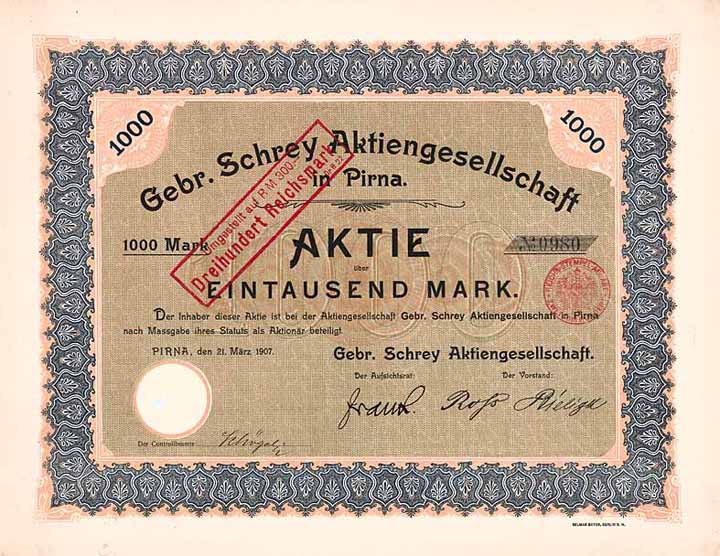 1000
1000
Gebr. Schrey Aktiengesellschaft
in Pirna.
Umgestellt auf R.M. 300.-
Dreihundert Reichsmark
1000 Mark
AKTIE
№ 0980
über
EINTAUSEND MARK.
Der Inhaber dieser Aktie ist bei der Aktiengesellschaft Gebr. Schrey Aktiengesellschaft in Pirna
nach Massgabe ihres Statuts als Aktionär beteiligt.
PIRNA, den 21. März 1907.
Gebr. Schrey Aktiengesellschaft.
Der Aufsichtsrat:
Der Vorstand:
Der Controllbeamte